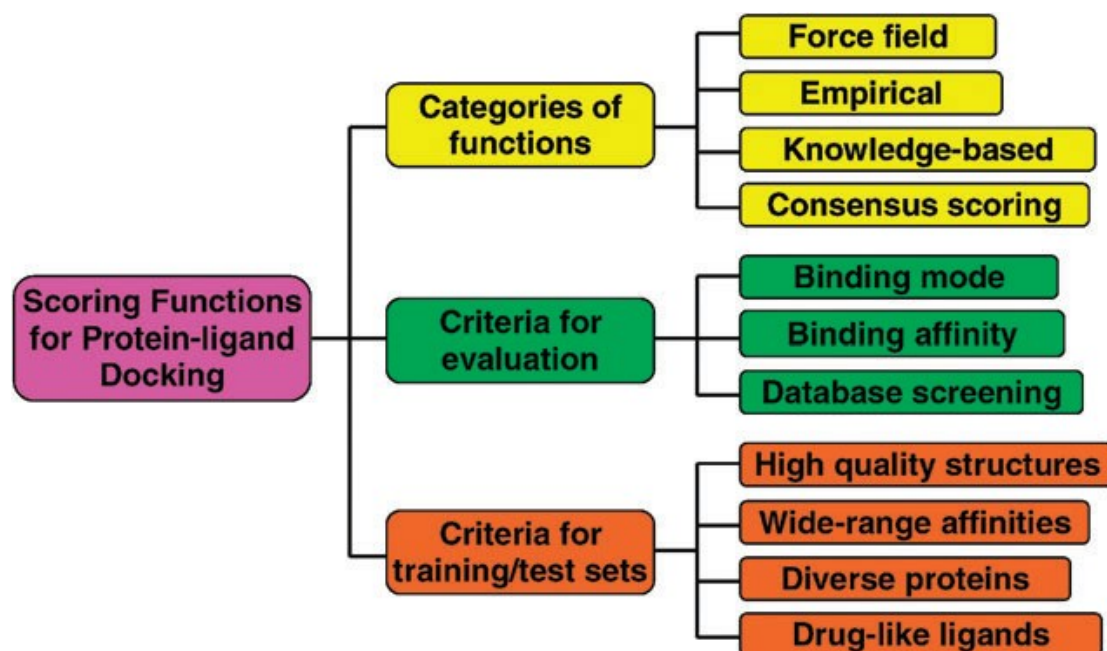 Scoring Functions
for Protein-ligand
Docking
Categories of
functions
Force field
Empirical
Knowledge-based
Consensus scoring
Criteria for
evaluation
Binding mode
Binding affinity
Database screening
Criteria for
training/test sets
High quality structures
Wide-range affinities
Diverse proteins
Drug-like ligands